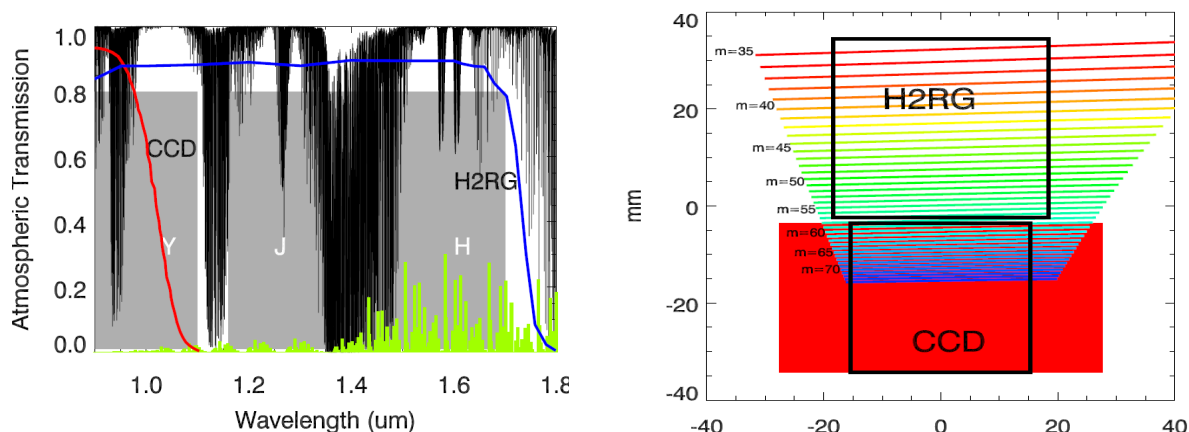 Atmospheric Transmission
1.0
0.8
0.6
0.4
0.2
0.0
CCD
H2RG
Y
J
H
1.0
1.2
1.4
1.6
1.8
Wavelength (um)
40
20
0
-20
-40
mm
m=35
m=40
m=45
m=50
m=55
m=60
m=65
m=70
H2RG
CCD
-40
-20
0
20
40